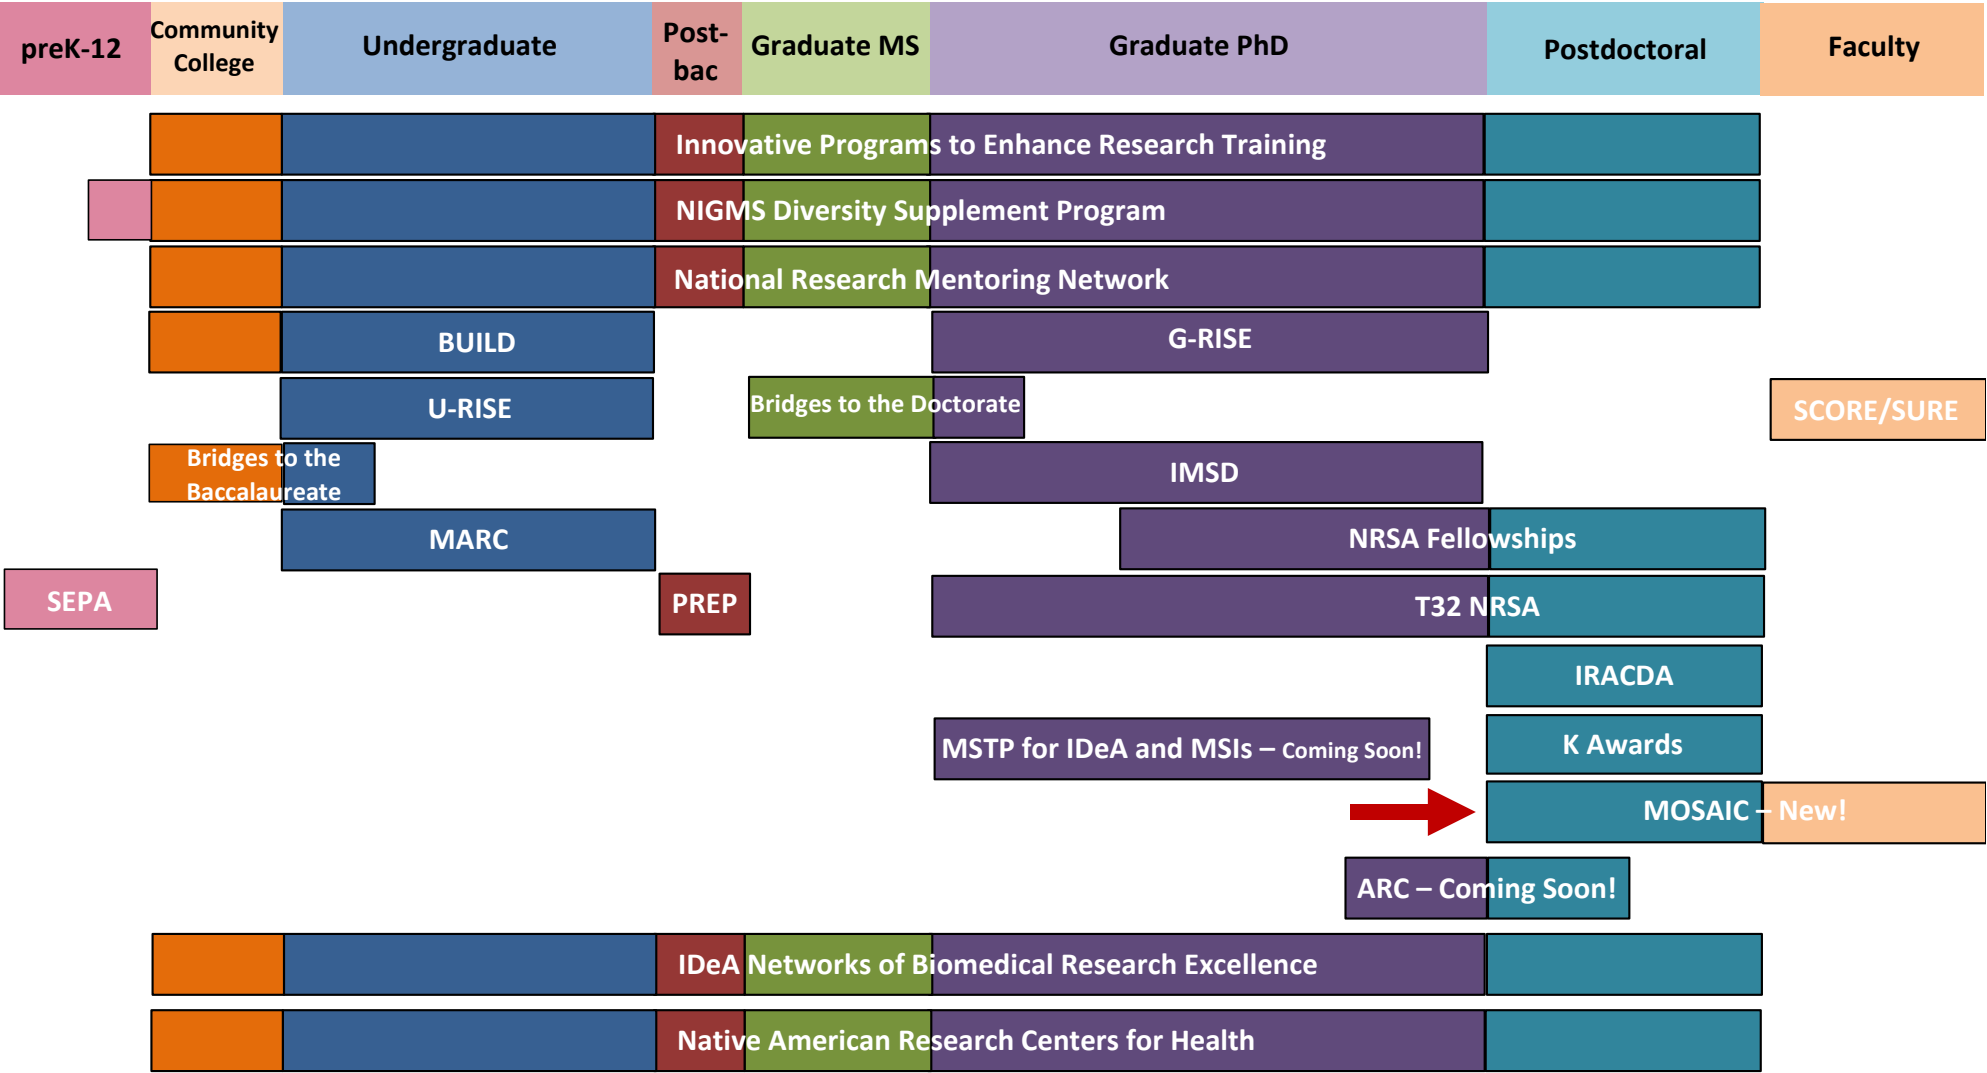 preK-12
Community
College
Undergraduate
Post-
bac
Graduate MS
Graduate PhD
Postdoctoral
Faculty
Innovative Programs to Enhance Research Training
NIGMS Diversity Supplement Program
National Research Mentoring Network
BUILD
G-RISE
U-RISE
Bridges to the Doctorate
SCORE/SURE
Bridges to the
Baccalaureate
IMSD
MARC
NRSA Fellowships
SEPA
PREP
T32 NRSA
IRACDA
MSTP for IDeA and MSIs – Coming Soon!
K Awards
MOSAIC – New!
ARC – Coming Soon!
IDeA Networks of Biomedical Research Excellence
Native American Research Centers for Health